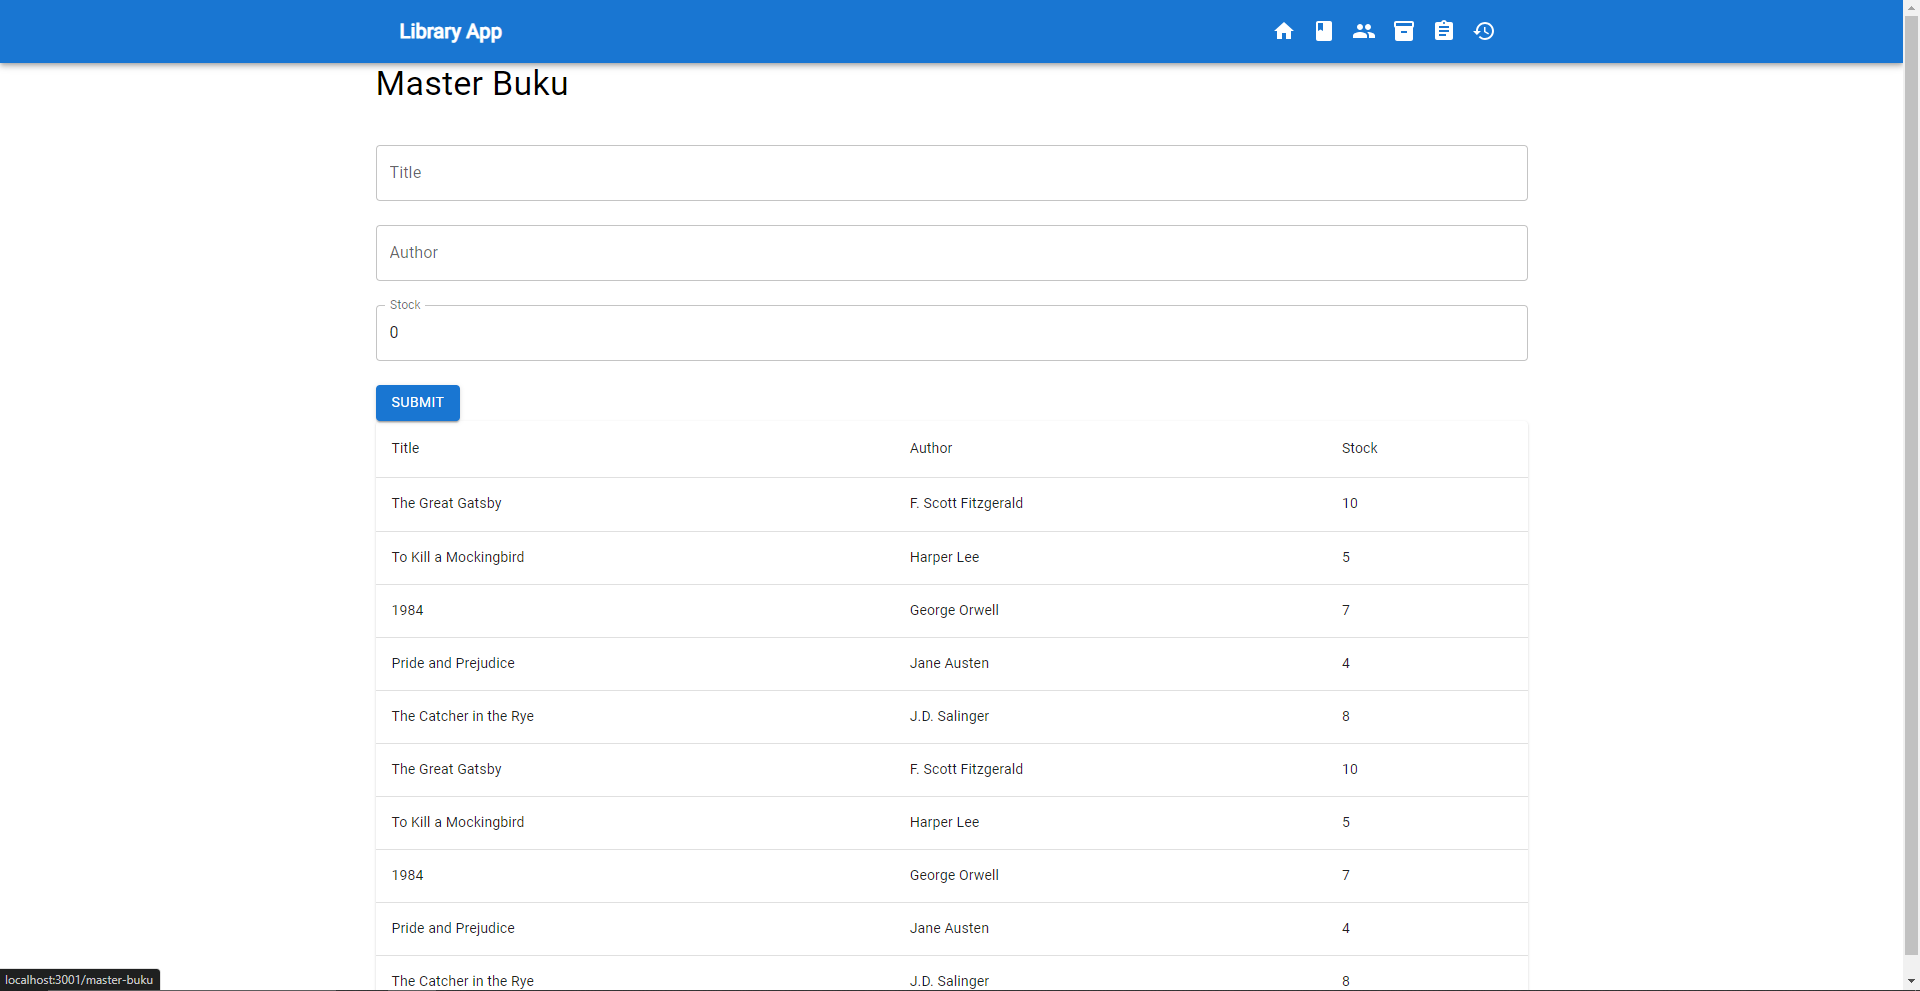 Library App
Master Buku
Title
Author
Stock
0
SUBMIT
Title Author Stock
The Great Gatsby F. Scott Fitzgerald 10
To Kill a Mockingbird Harper Lee 5
1984 George Orwell 7
Pride and Prejudice Jane Austen 4
The Catcher in the Rye J.D. Salinger 8
The Great Gatsby F. Scott Fitzgerald 10
To Kill a Mockingbird Harper Lee 5
1984 George Orwell 7
Pride and Prejudice Jane Austen 4
The Catcher in the Rye J.D. Salinger 8
localhost:3001/master-buku